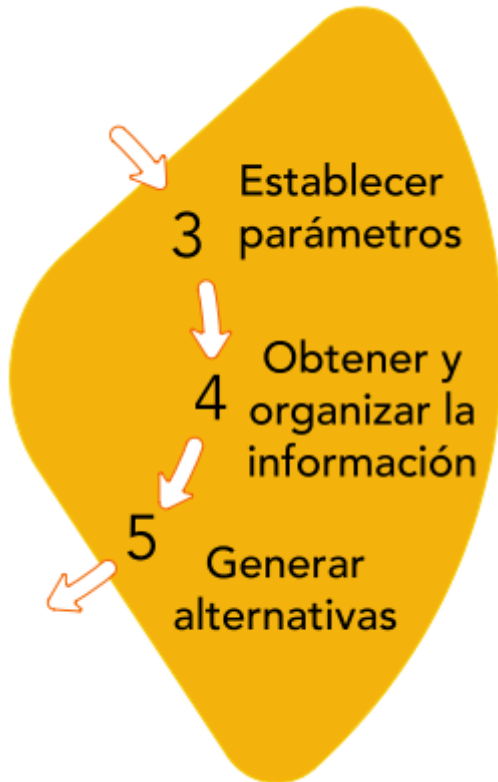 3
Establecer
parámetros
4
Obtener y
organizar la
información
5
Generar
alternativas